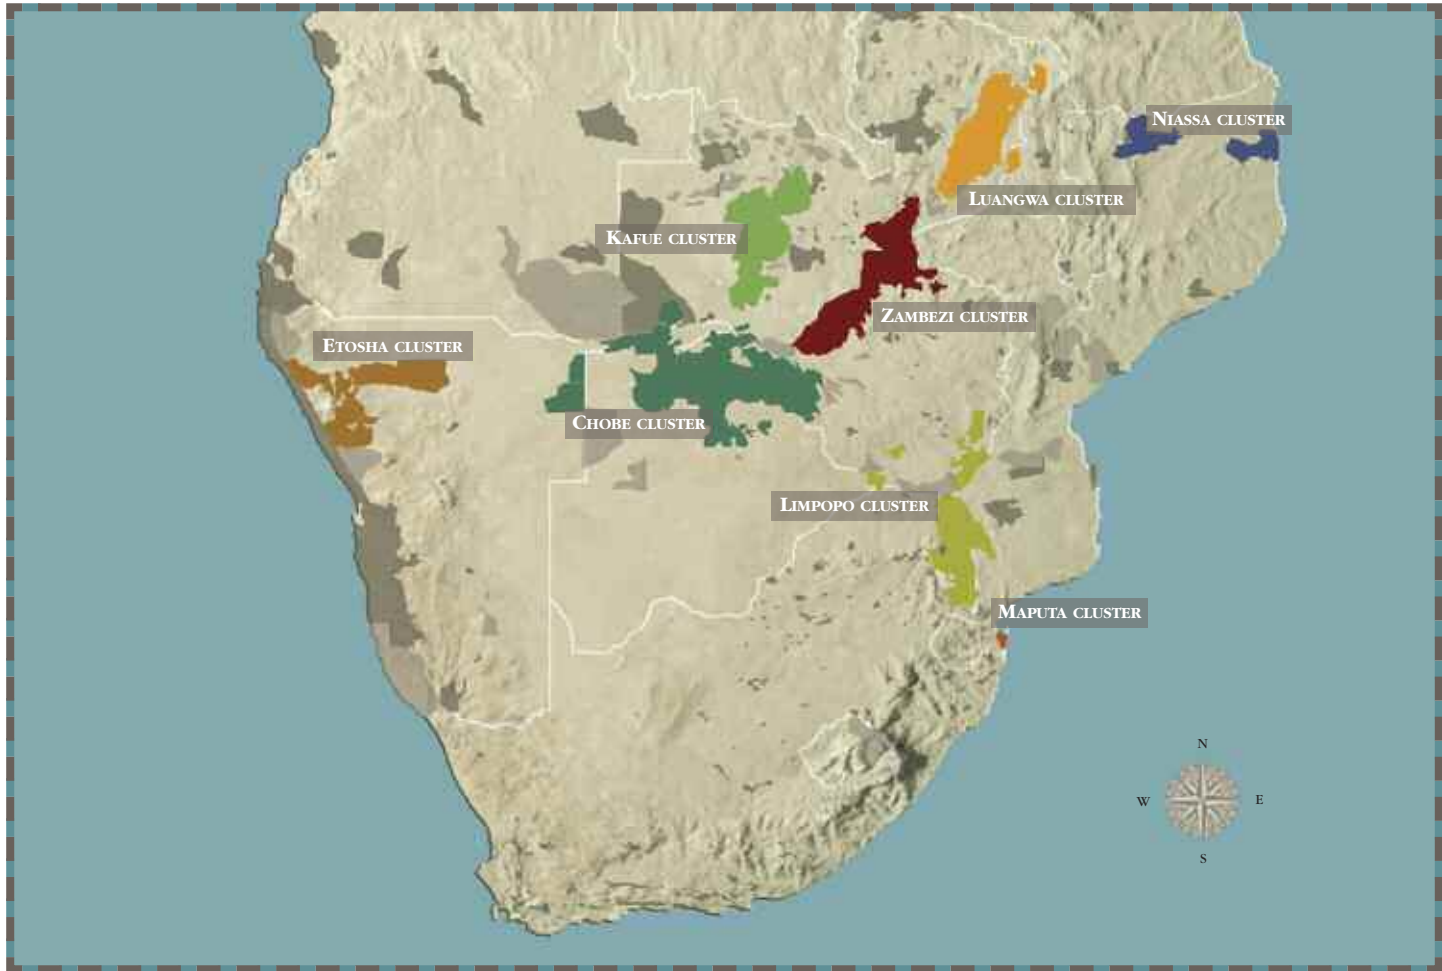 NIASSA CLUSTER
LUANGWA CLUSTER
KAFUE CLUSTER
ZAMBEZI CLUSTER
ETOSHA CLUSTER
CHOBE CLUSTER
LIMPOPO CLUSTER
MAPUTA CLUSTER
N
W
E
S